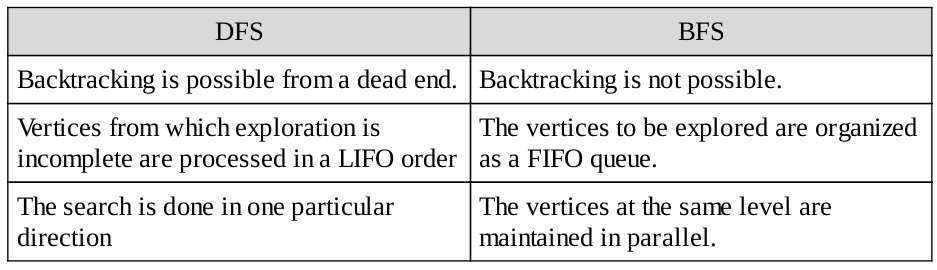 DFS
BFS
Backtracking is possible from a dead end.
Backtracking is not possible.
Vertices from which exploration is
incomplete are processed in a LIFO order
The vertices to be explored are organized
as a FIFO queue.
The search is done in one particular
direction
The vertices at the same level are
maintained in parallel.